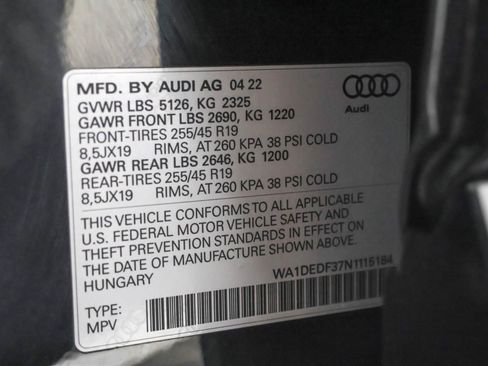 MFD. BY AUDI AG 04 22
GVWR LBS 5126, KG 2325
GAWR FRONT LBS 2690, KG 1220
FRONT-TIRES 255/45 R19
8,5JX19 RIMS, AT 260 KPA 38 PSI COLD
GAWR REAR LBS 2646, KG 1200
REAR-TIRES 255/45 R19
8,5JX19 RIMS, AT 260 KPA 38 PSI COLD
THIS VEHICLE CONFORMS TO ALL APPLICABLE
U.S. FEDERAL MOTOR VEHICLE SAFETY AND
THEFT PREVENTION STANDARDS IN EFFECT ON
THE DATE OF MANUFACTURE SHOWN ABOVE.
HUNGARY
WA1DEDF37N1115184
TYPE:
MPV
Audi